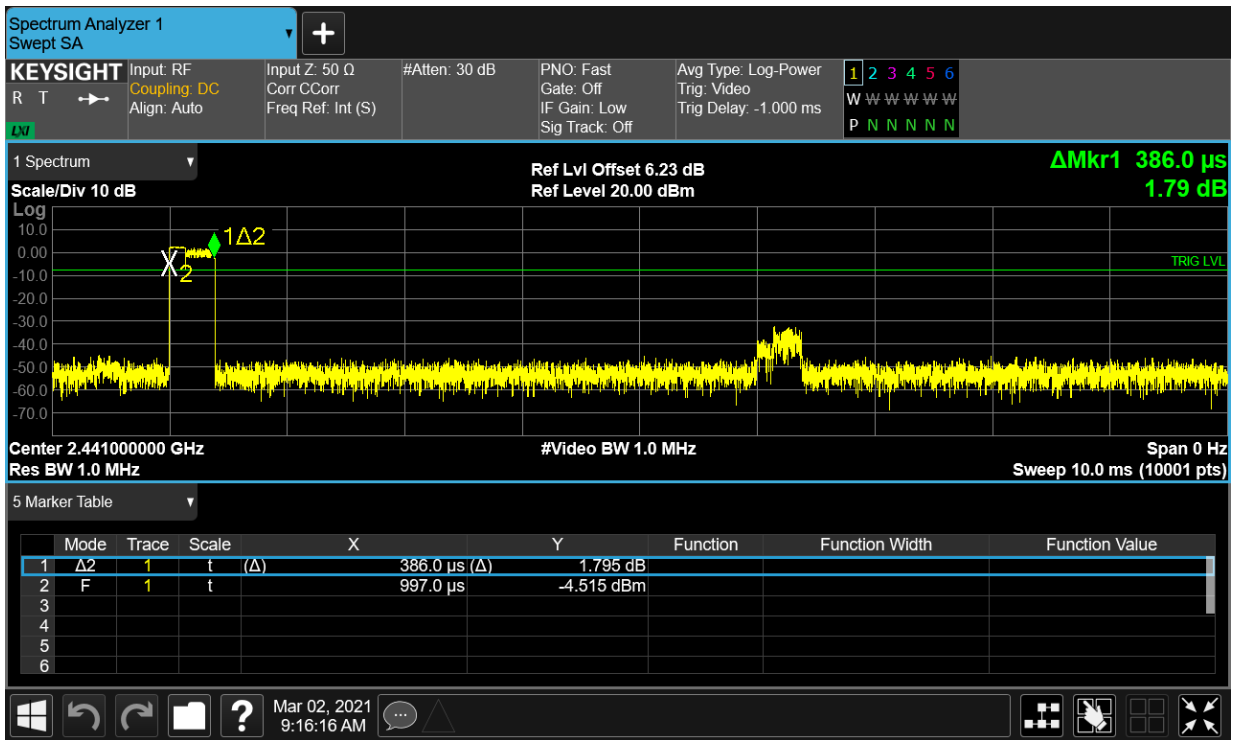 Spectrum Analyzer 1
Swept SA
KEYSIGHT
R T
LXI
Input: RF
Coupling: DC
Align: Auto
Input Z: 50 Ω
Corr CCorr
Freq Ref: Int (S)
#Atten: 30 dB
PNO: Fast
Gate: Off
IF Gain: Low
Sig Track: Off
Avg Type: Log-Power
Trig: Video
Trig Delay: -1.000 ms
1 2 3 4 5 6
W W W W W W
P N N N N N
1 Spectrum
Scale/Div 10 dB
Ref Lvl Offset 6.23 dB
Ref Level 20.00 dBm
ΔMkr1 386.0 µs
1.79 dB
Log
10.0
0.00
-10.0
-20.0
-30.0
-40.0
-50.0
-60.0
-70.0
1Δ2
X
2
TRIG LVL
Center 2.441000000 GHz
#Video BW 1.0 MHz
Span 0 Hz
Res BW 1.0 MHz
Sweep 10.0 ms (10001 pts)
5 Marker Table
Mode Trace Scale X Y Function Function Width Function Value
1 Δ2 1 t (Δ) 386.0 µs (Δ) 1.795 dB
2 F 1 t 997.0 µs -4.515 dBm
3
4
5
6
?
Mar 02, 2021
9:16:16 AM